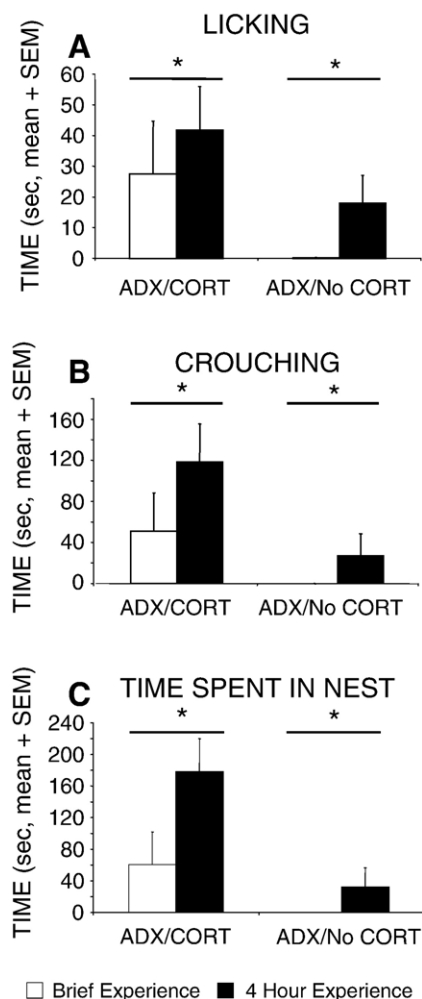 A LICKING
TIME (sec, mean + SEM)
60
50
40
30
20
10
0
* *
ADX/CORT ADX/No CORT
B CROUCHING
TIME (sec, mean + SEM)
160
120
80
40
0
* *
ADX/CORT ADX/No CORT
C TIME SPENT IN NEST
TIME (sec, mean + SEM)
240
200
160
120
80
40
0
* *
ADX/CORT ADX/No CORT
Brief Experience 4 Hour Experience